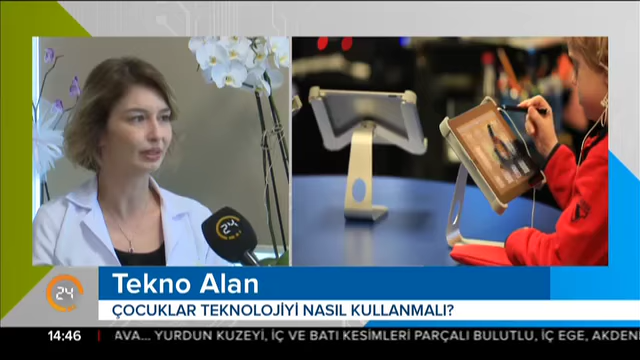 24
Tekno Alan
24
ÇOCUKLAR TEKNOLOJİYİ NASIL KULLANMALI?
14:46 AVA... YURDUN KUZEYİ, İÇ VE BATI KESİMLERİ PARÇALI BULUTLU, İÇ EGE, AKDEN